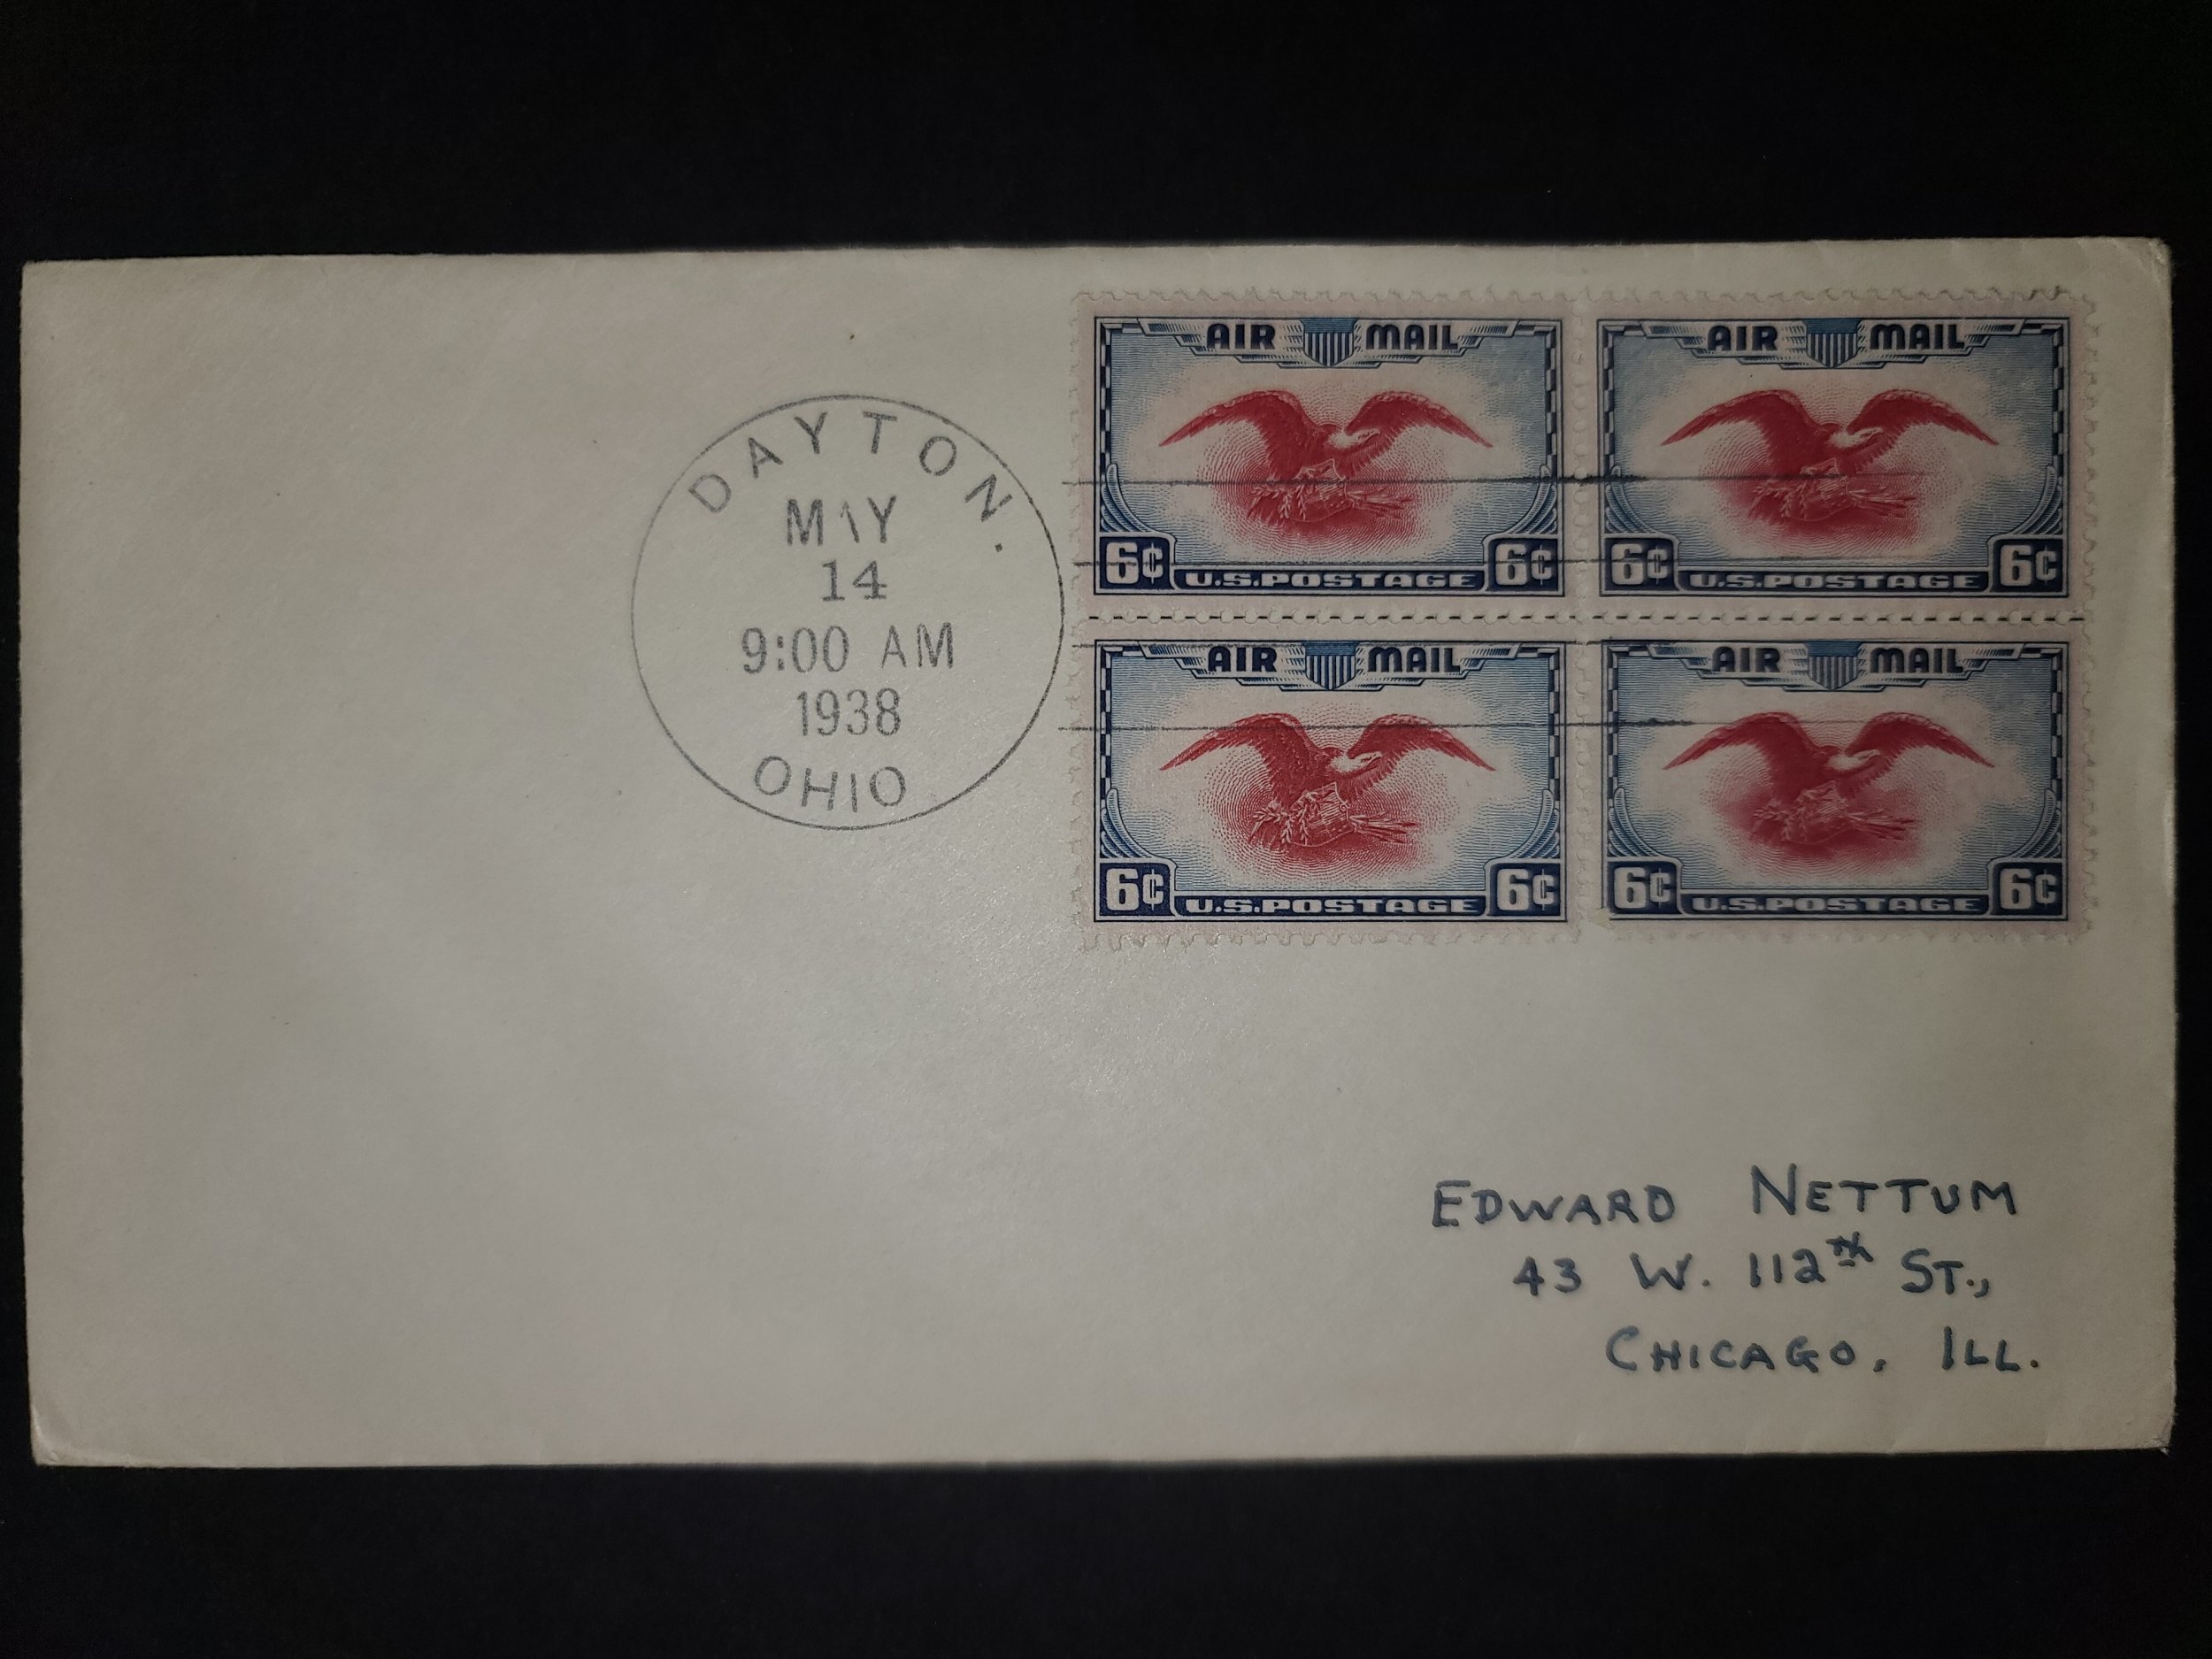 DAYTON.
MAY
14
9:00 AM
1938
OHIO
AIR MAIL
6¢ U.S.POSTAGE 6¢
AIR MAIL
6¢ U.S.POSTAGE 6¢
AIR MAIL
6¢ U.S.POSTAGE 6¢
AIR MAIL
6¢ U.S.POSTAGE 6¢
EDWARD NETTUM
43 W. 112th ST.,
CHICAGO, ILL.